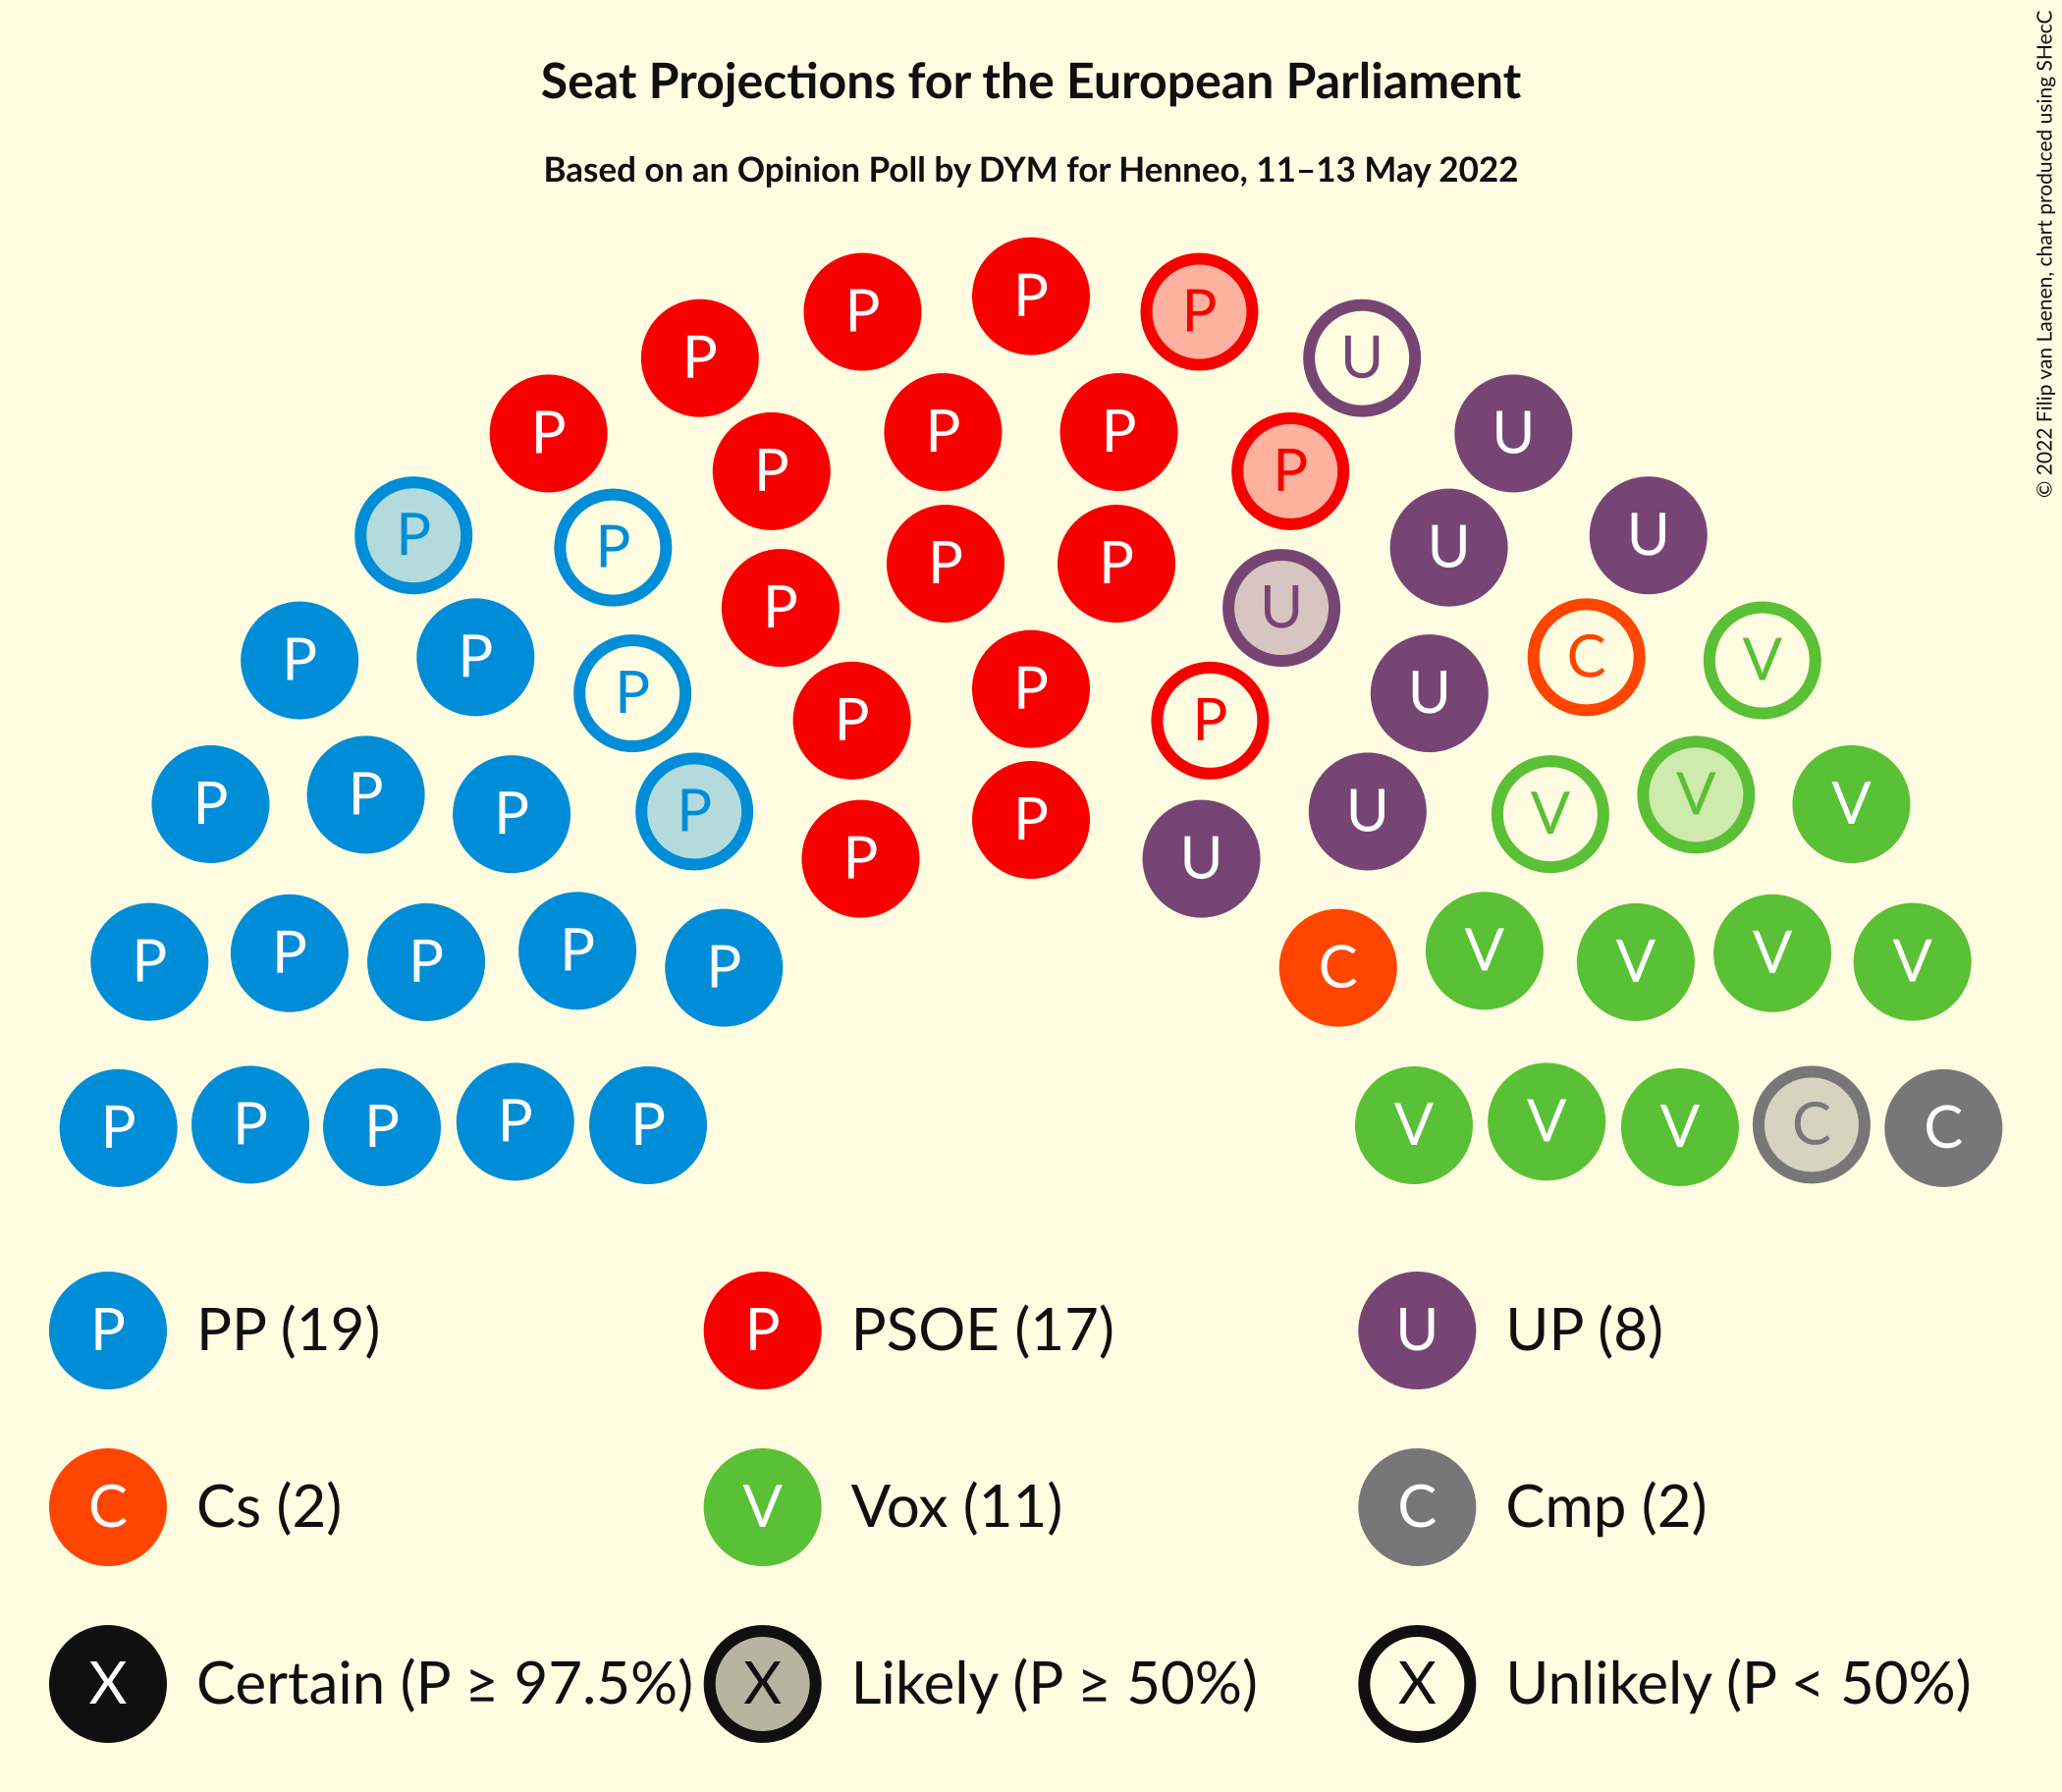 Seat Projections for the European Parliament
Based on an Opinion Poll by DYM for Henneo, 11–13 May 2022
© 2022 Filip van Laenen, chart produced using SHecC
P
P P P U
P P P U
P P P P
P P U U
P P P P
P U
P P P C V
P P U
P P P
P P P V V V
P P U
P P U
P P P P P C V V V V
P P P P P V V V C C
P PP (19) P PSOE (17) U UP (8)
C Cs (2) V Vox (11) C Cmp (2)
X Certain (P ≥ 97.5%) X Likely (P ≥ 50%) X Unlikely (P < 50%)